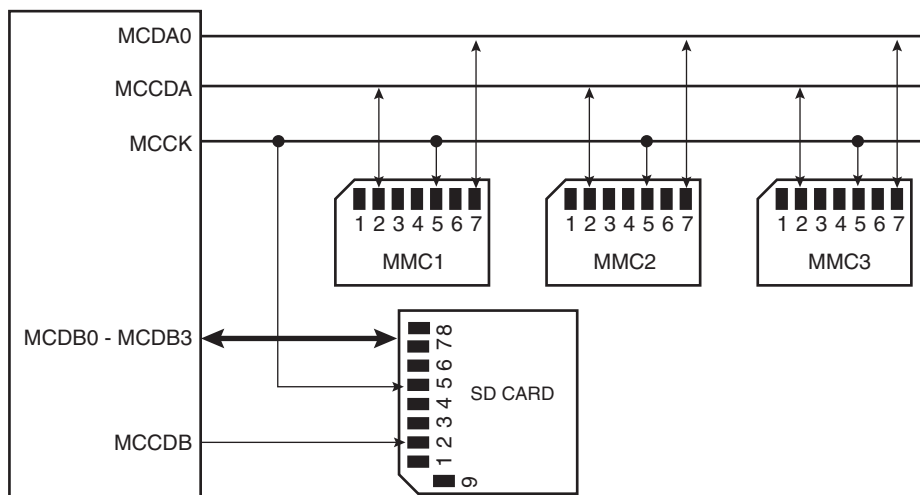 MCDA0
MCCDA
MCCK
1 2 3 4 5 6 7
MMC1
1 2 3 4 5 6 7
MMC2
1 2 3 4 5 6 7
MMC3
MCDB0 - MCDB3
MCCDB
1 2 3 4 5 6 7 8
9
SD CARD